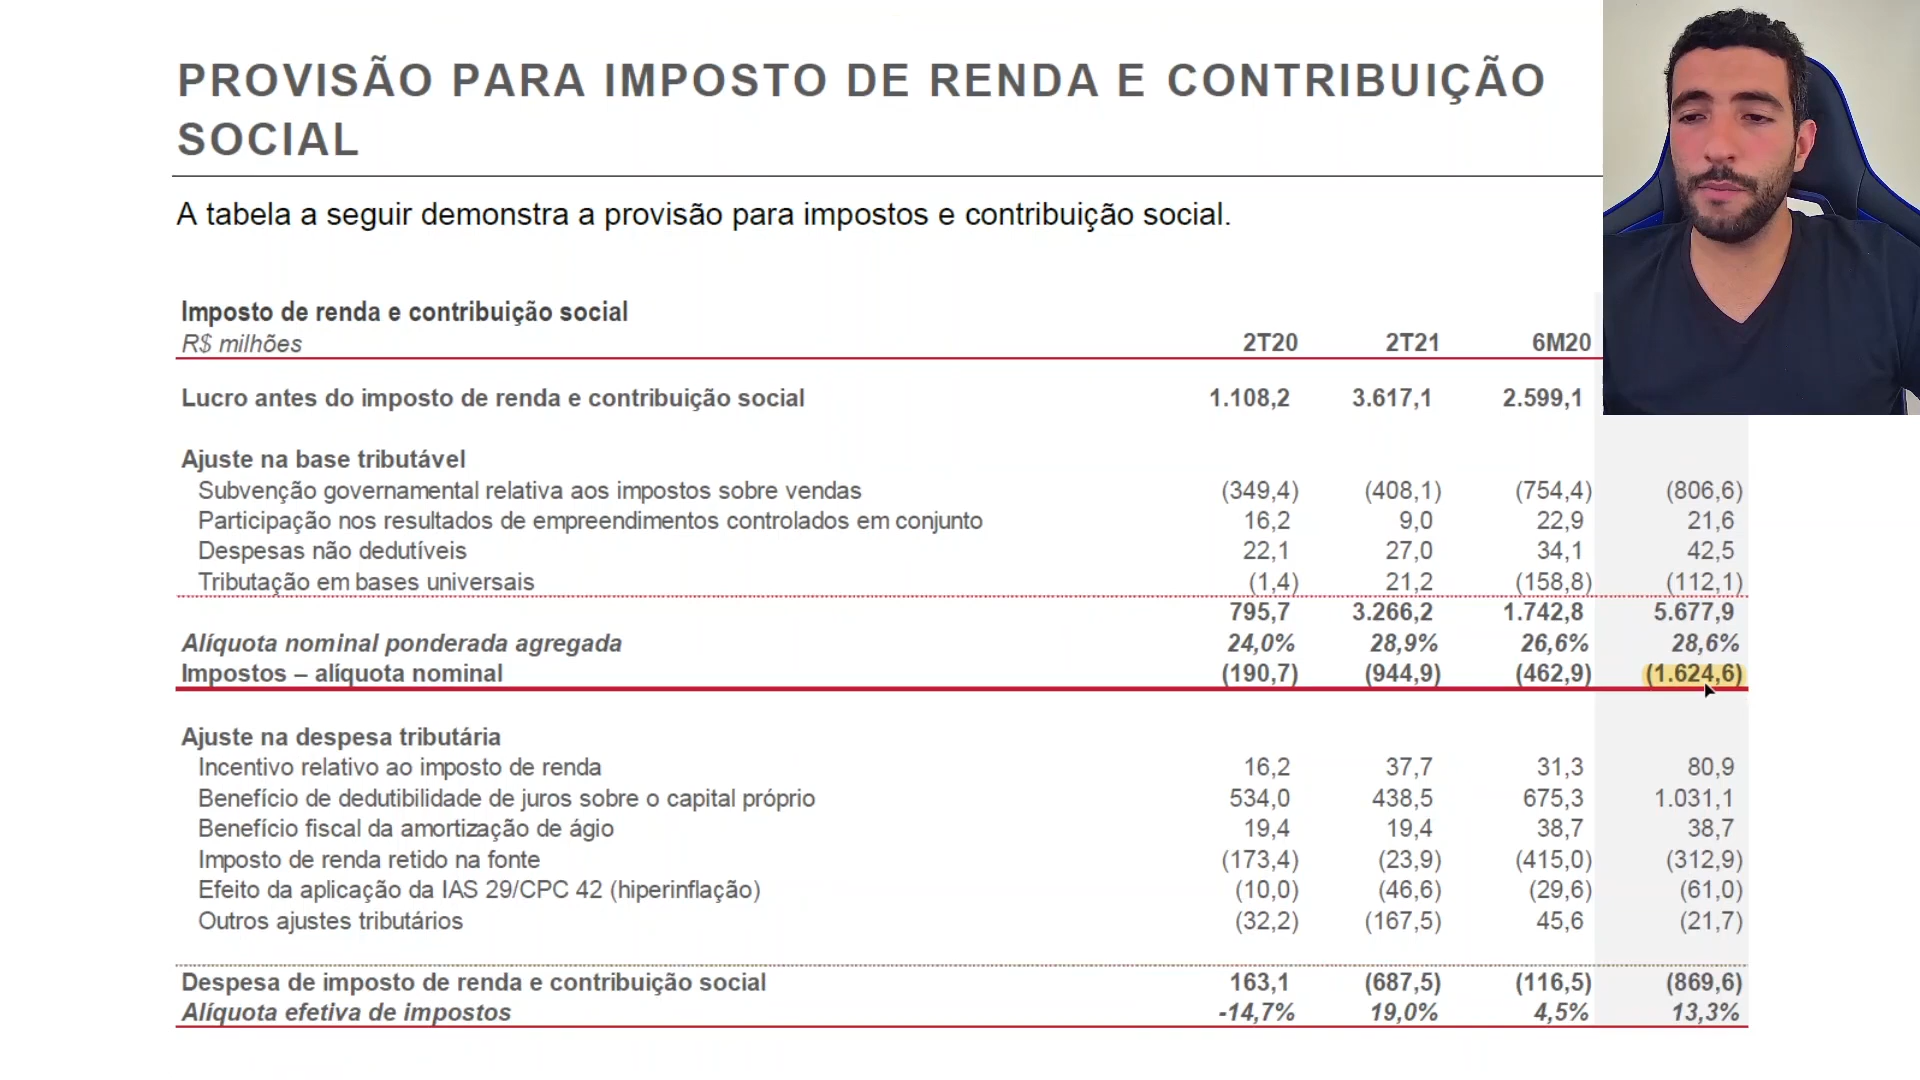 PROVISÃO PARA IMPOSTO DE RENDA E CONTRIBUIÇÃO
SOCIAL
A tabela a seguir demonstra a provisão para impostos e contribuição social.
Imposto de renda e contribuição social
R$ milhões 2T20 2T21 6M20
Lucro antes do imposto de renda e contribuição social 1.108,2 3.617,1 2.599,1
Ajuste na base tributável
Subvenção governamental relativa aos impostos sobre vendas (349,4) (408,1) (754,4) (806,6)
Participação nos resultados de empreendimentos controlados em conjunto 16,2 9,0 22,9 21,6
Despesas não dedutíveis 22,1 27,0 34,1 42,5
Tributação em bases universais (1,4) 21,2 (158,8) (112,1)
795,7 3.266,2 1.742,8 5.677,9
Alíquota nominal ponderada agregada 24,0% 28,9% 26,6% 28,6%
Impostos – alíquota nominal (190,7) (944,9) (462,9) (1.624,6)
Ajuste na despesa tributária
Incentivo relativo ao imposto de renda 16,2 37,7 31,3 80,9
Benefício de dedutibilidade de juros sobre o capital próprio 534,0 438,5 675,3 1.031,1
Benefício fiscal da amortização de ágio 19,4 19,4 38,7 38,7
Imposto de renda retido na fonte (173,4) (23,9) (415,0) (312,9)
Efeito da aplicação da IAS 29/CPC 42 (hiperinflação) (10,0) (46,6) (29,6) (61,0)
Outros ajustes tributários (32,2) (167,5) 45,6 (21,7)
Despesa de imposto de renda e contribuição social 163,1 (687,5) (116,5) (869,6)
Alíquota efetiva de impostos -14,7% 19,0% 4,5% 13,3%